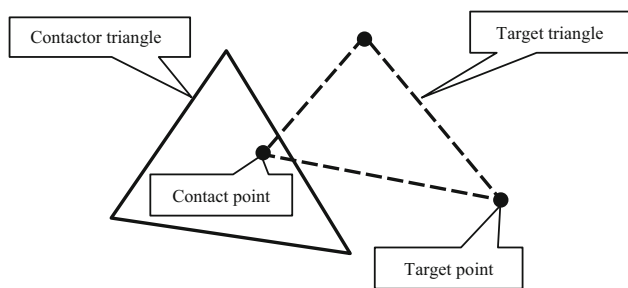 Contactor triangle
Target triangle
Contact point
Target point